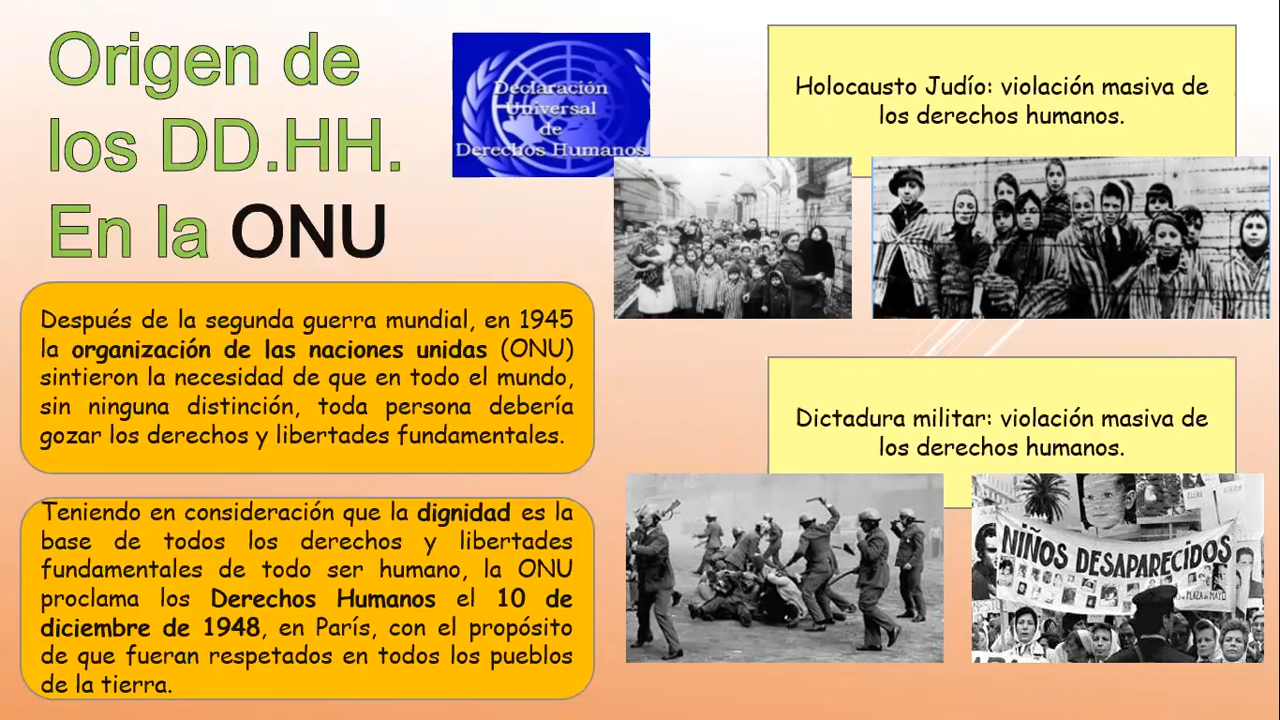 Origen de
los DD.HH.
En la ONU
Declaración
Universal
de
Derechos Humanos
Holocausto Judío: violación masiva de
los derechos humanos.
Después de la segunda guerra mundial, en 1945
la organización de las naciones unidas (ONU)
sintieron la necesidad de que en todo el mundo,
sin ninguna distinción, toda persona debería
gozar los derechos y libertades fundamentales.
Teniendo en consideración que la dignidad es la
base de todos los derechos y libertades
fundamentales de todo ser humano, la ONU
proclama los Derechos Humanos el 10 de
diciembre de 1948, en París, con el propósito
de que fueran respetados en todos los pueblos
de la tierra.
Dictadura militar: violación masiva de
los derechos humanos.
NIÑOS DESAPARECIDOS
PLAZA de MAYO